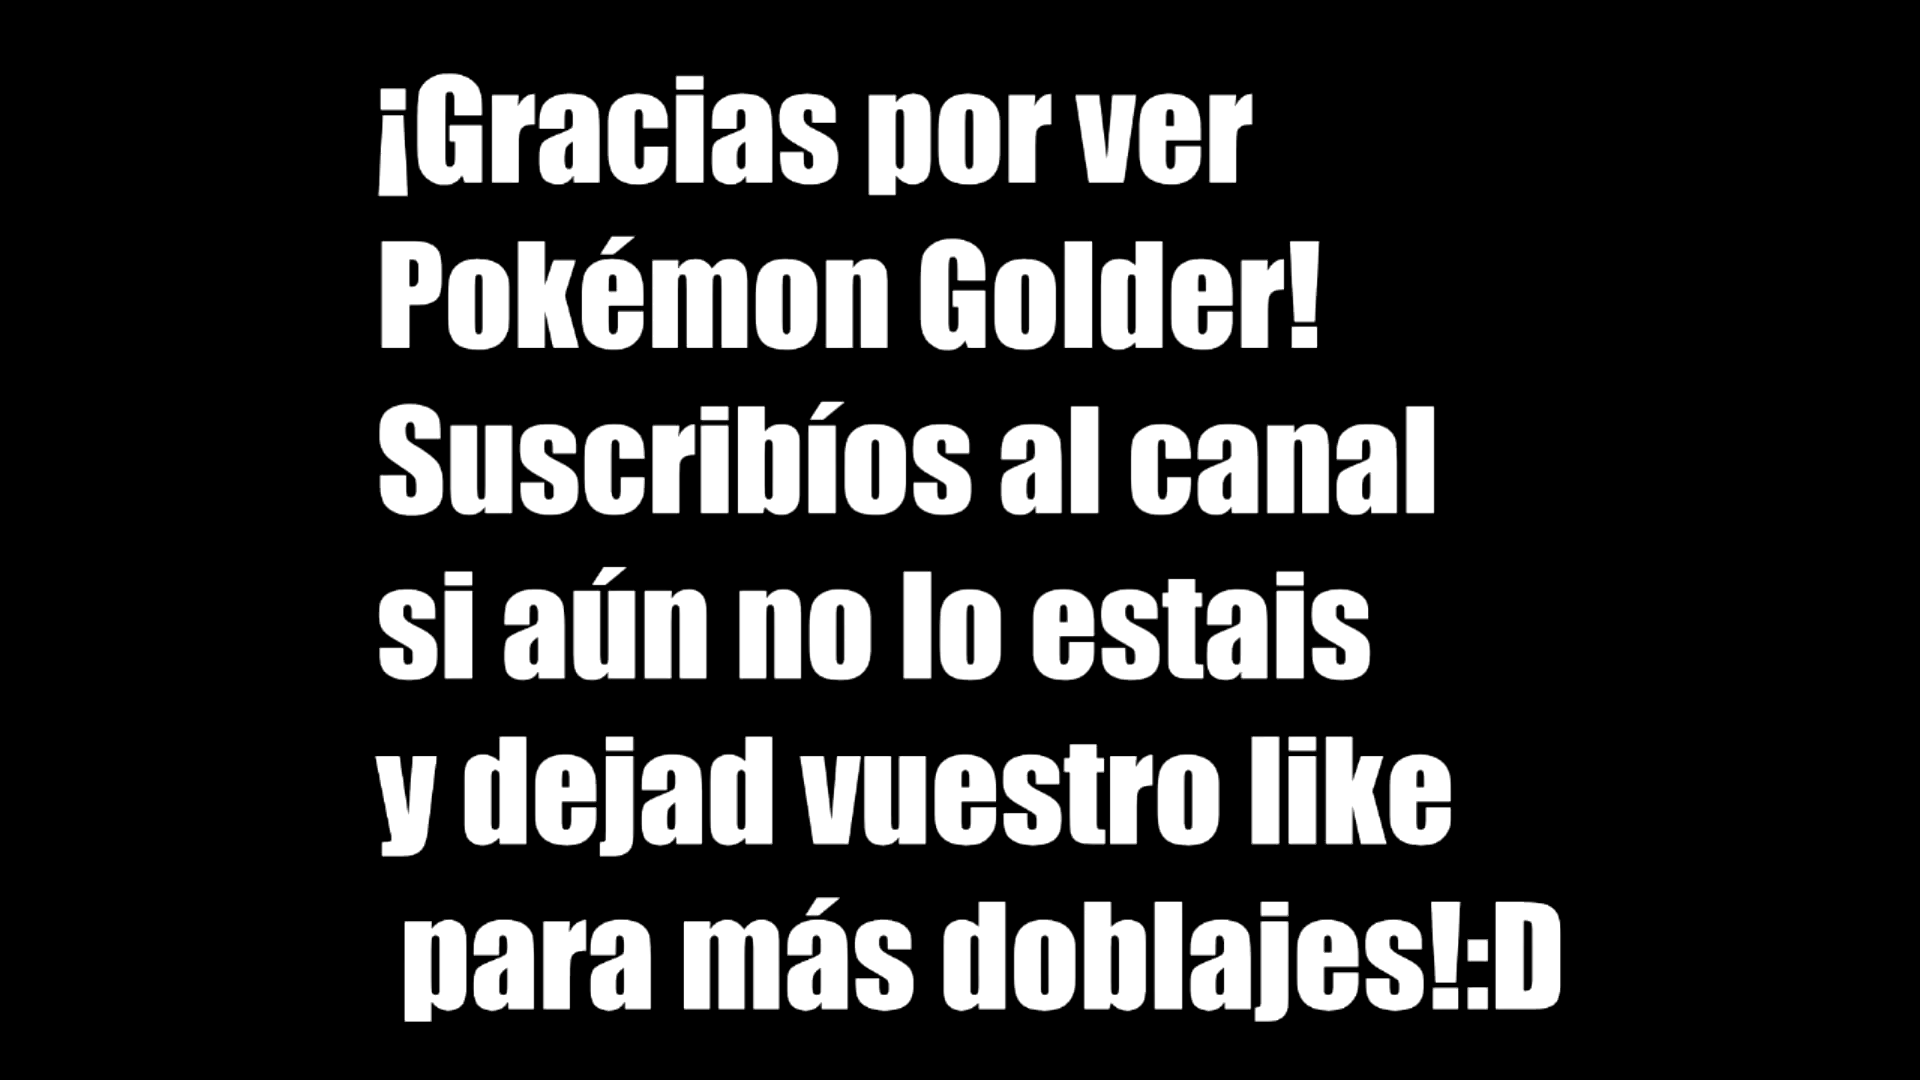 ¡Gracias por ver
Pokémon Golder!
Suscribíos al canal
si aún no lo estais
y dejad vuestro like
para más doblajes!:D